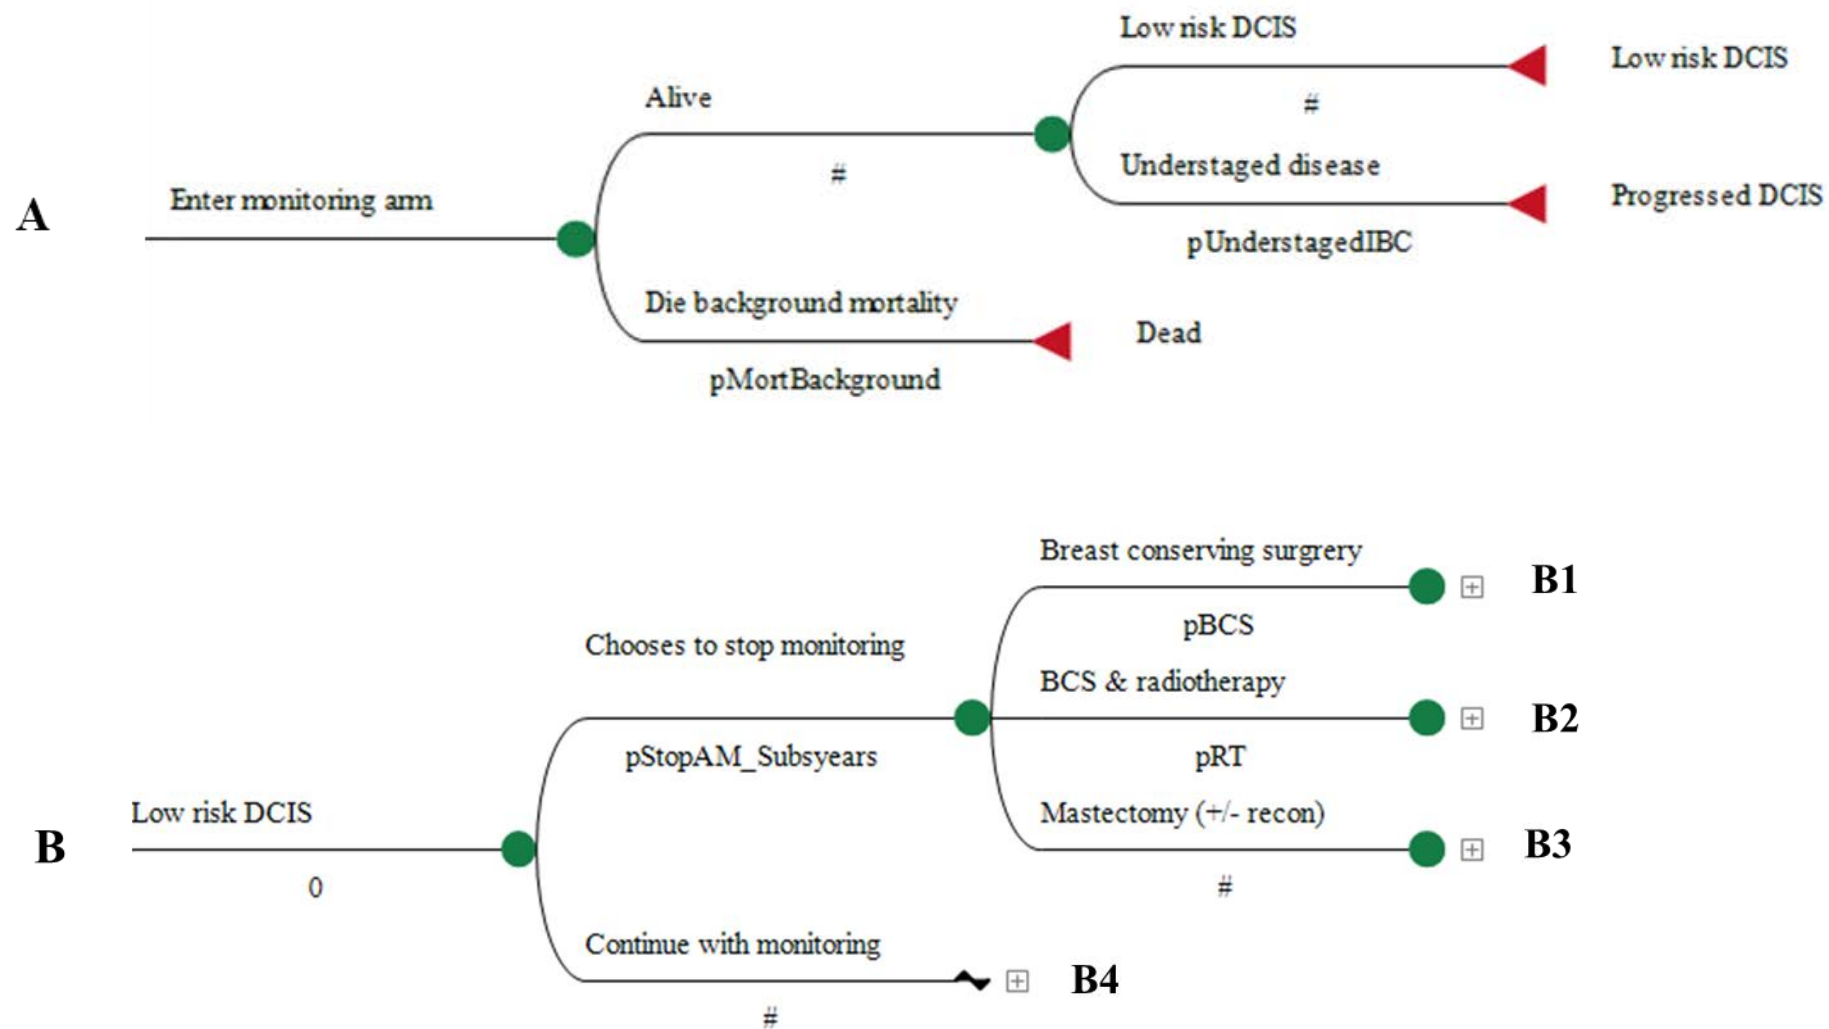 Low risk DCIS
Low risk DCIS
Alive
#
#
Understaged disease
Enter monitoring arm
Progressed DCIS
A
pUnderstagedIBC
Die background mortality
Dead
pMortBackground
Breast conserving surgrery
B1
pBCS
Chooses to stop monitoring
BCS & radiotherapy
B2
pStopAM_Subsyears
pRT
Low risk DCIS
Mastectomy (+/- recon)
B
B3
0
#
Continue with monitoring
B4
#